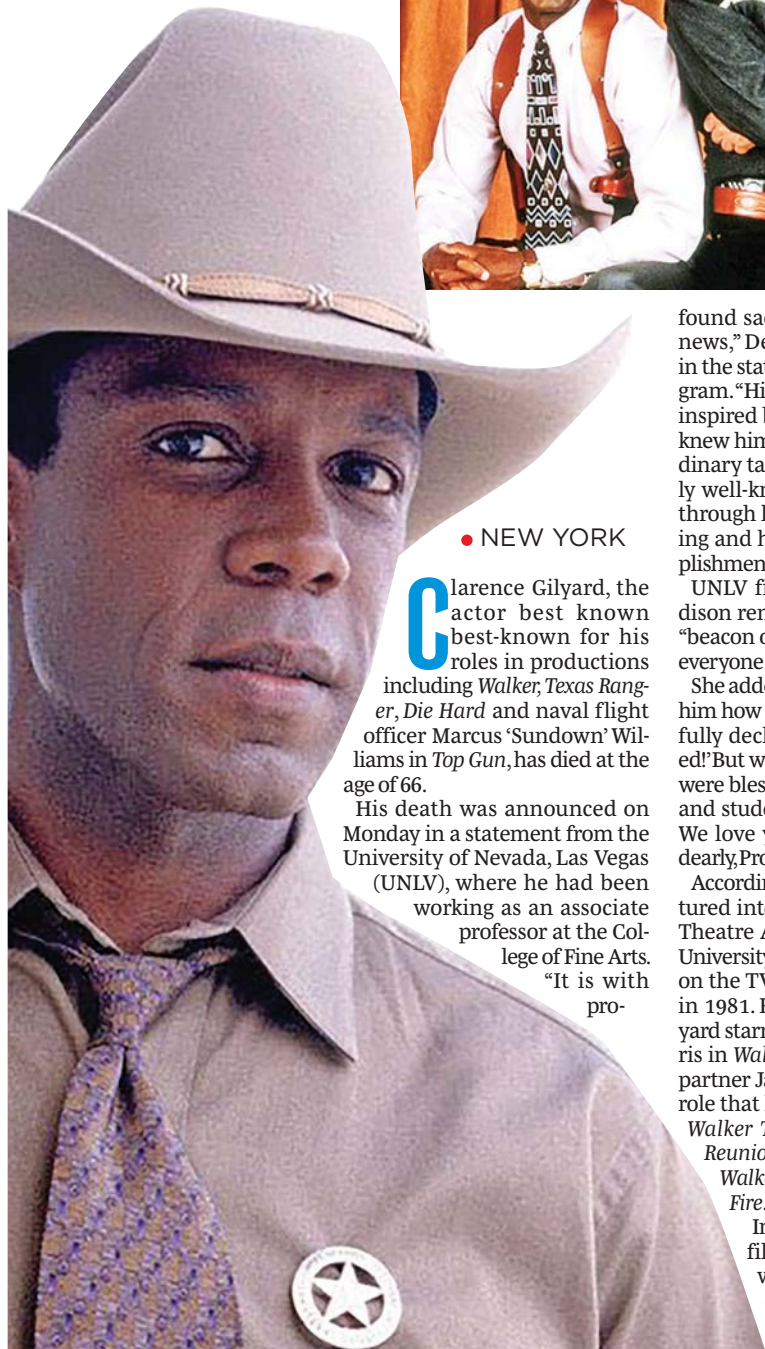 • NEW YORK
Clarence Gilyard, the
actor best known
best-known for his
roles in productions
including Walker, Texas Rang-
er, Die Hard and naval flight
officer Marcus ‘Sundown’ Wil-
liams in Top Gun, has died at the
age of 66.
His death was announced on
Monday in a statement from the
University of Nevada, Las Vegas
(UNLV), where he had been
working as an associate
professor at the Col-
lege of Fine Arts.
“It is with
pro-
found sa
news,” De
in the stat
gram. “Hi
inspired
knew him
dinary ta
ly well-kn
through
ing and h
plishmen
UNLV fi
dison
“beacon o
everyone
She adde
him how
fully decl
ed!’ But w
were bles
and stude
We love y
dearly, Pro
Accordin
tured inte
Theatre A
University
on the TV
in 1981.
yard starr
ris in Wal
partner Ja
role that
Walker T
Reunio
Walk
Fire.
In
fil